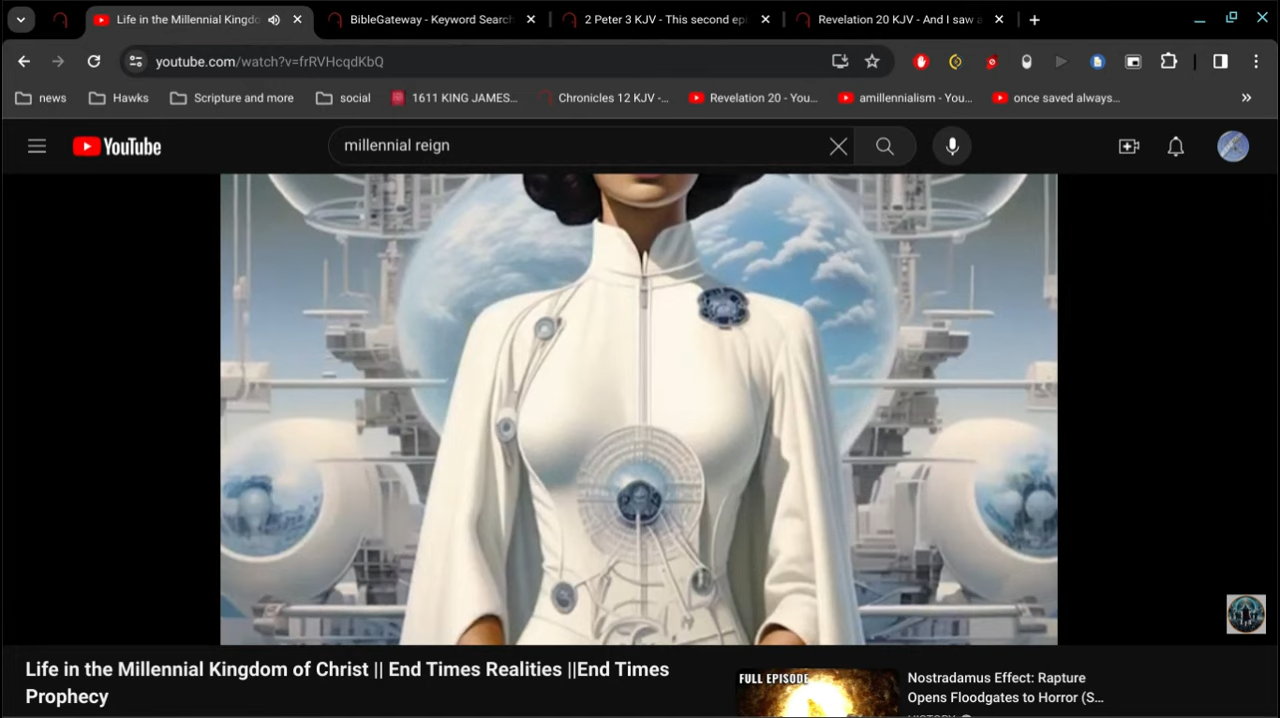 Life in the Millennial Kingdo
BibleGateway - Keyword Search
2 Peter 3 KJV - This second ep
Revelation 20 KJV - And I saw a
youtube.com/watch?v=frRVHcqdKbQ
news
Hawks
Scripture and more
social
1611 KING JAMES...
Chronicles 12 KJV -...
Revelation 20 - You...
amillennialism - You...
once saved always...
YouTube
millennial reign
Life in the Millennial Kingdom of Christ || End Times Realities ||End Times
Prophecy
FULL EPISODE
Nostradamus Effect: Rapture
Opens Floodgates to Horror (S...
HISTORY